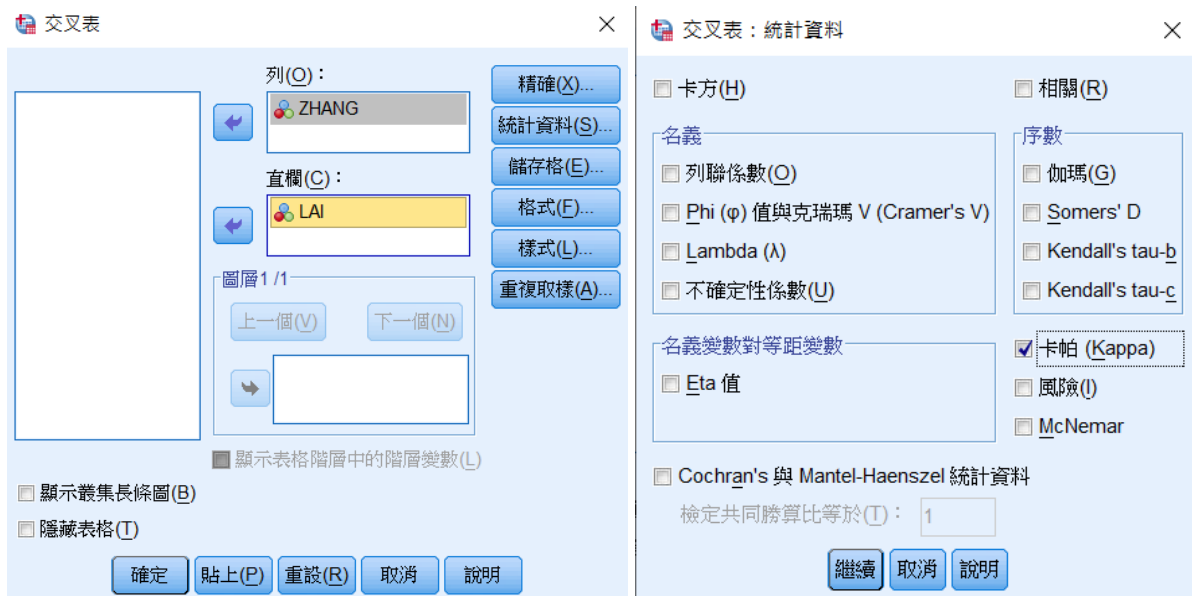 交叉表
列(O)：
ZHANG
直欄(C)：
LAI
圖層1 /1
上一個(V)
下一個(N)
顯示表格階層中的階層變數(L)
顯示叢集長條圖(B)
隱藏表格(T)
精確(X)...
統計資料(S)...
儲存格(E)...
格式(F)...
樣式(L)...
重複取樣(A)...
確定
貼上(P)
重設(R)
取消
說明
交叉表：統計資料
卡方(H)
相關(R)
名義
列聯係數(O)
Phi (φ) 值與克瑞瑪 V (Cramer's V)
Lambda (λ)
不確定性係數(U)
序數
伽瑪(G)
Somers' D
Kendall's tau-b
Kendall's tau-c
名義變數對等距變數
Eta 值
卡帕 (Kappa)
風險(I)
McNemar
Cochran's 與 Mantel-Haenszel 統計資料
檢定共同勝算比等於(T)：
1
繼續
取消
說明